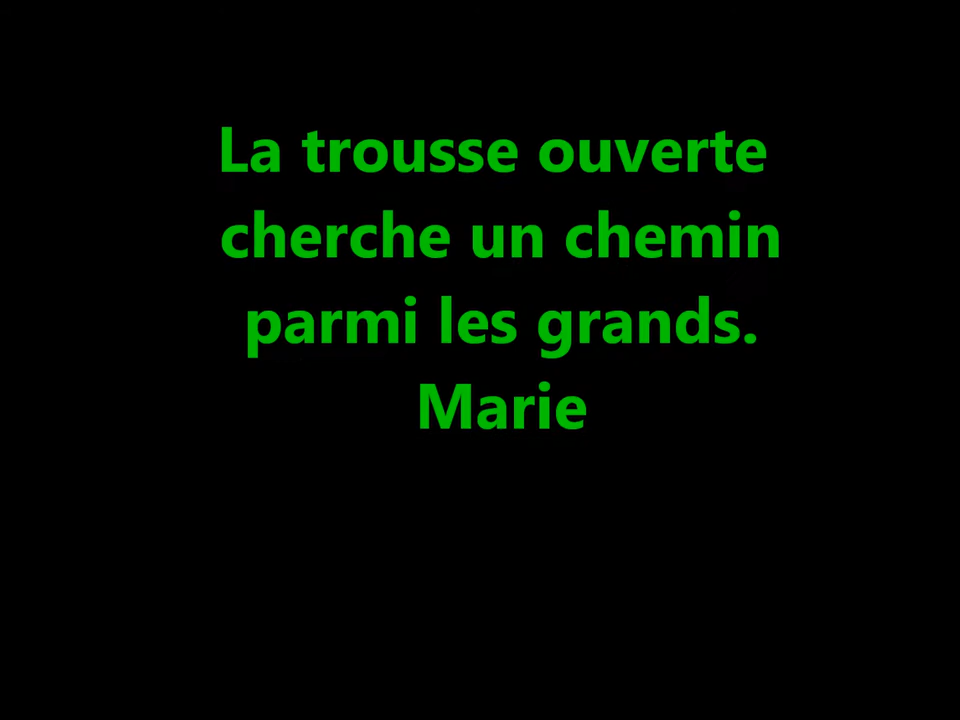 La trousse ouverte
cherche un chemin
parmi les grands.
Marie